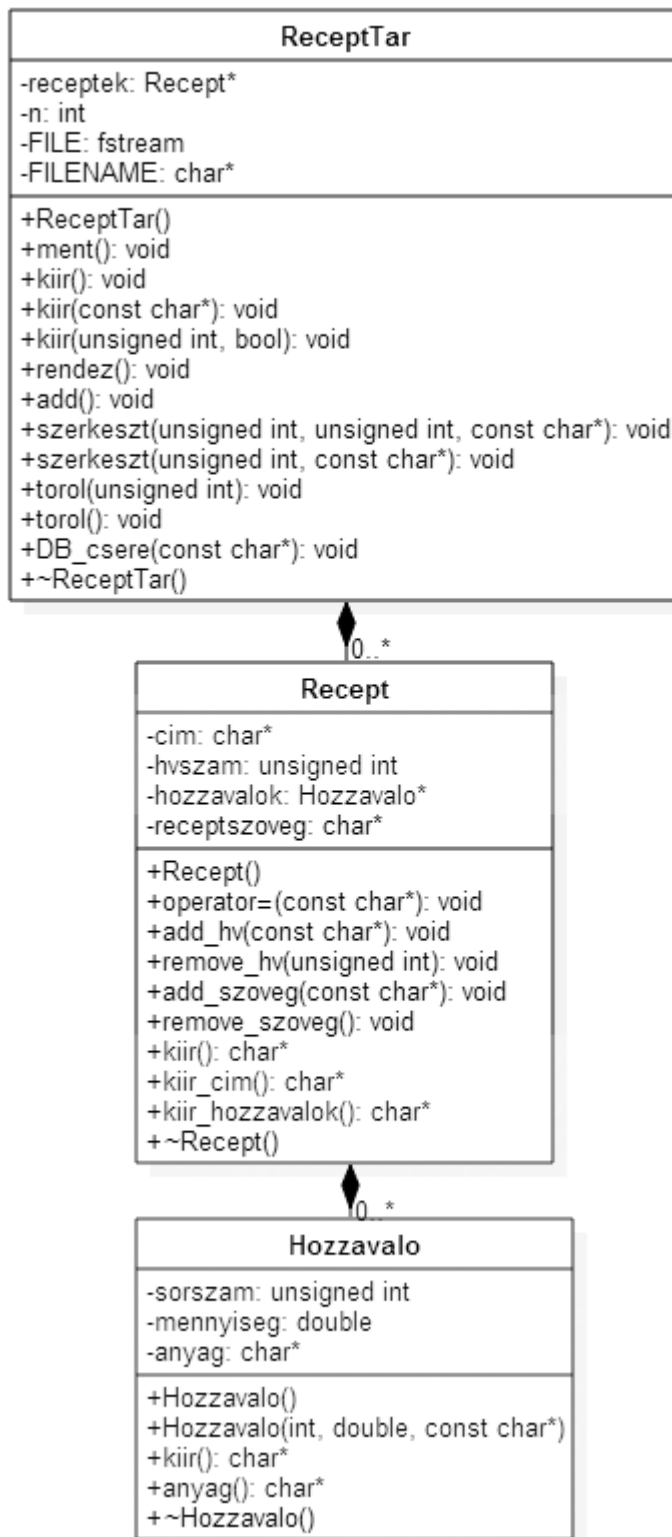 ReceptTar
-receptek: Recept*
-n: int
-FILE: fstream
-FILENAME: char*
+ReceptTar()
+ment(): void
+kiir(): void
+kiir(const char*): void
+kiir(unsigned int, bool): void
+rendez(): void
+add(): void
+szerkeszt(unsigned int, unsigned int, const char*): void
+szerkeszt(unsigned int, const char*): void
+torol(unsigned int): void
+torol(): void
+DB_csere(const char*): void
+~ReceptTar()
0..*
Recept
-cim: char*
-hvszam: unsigned int
-hozzavalok: Hozzavalo*
-receptszoveg: char*
+Recept()
+operator=(const char*): void
+add_hv(const char*): void
+remove_hv(unsigned int): void
+add_szoveg(const char*): void
+remove_szoveg(): void
+kiir(): char*
+kiir_cim(): char*
+kiir_hozzavalok(): char*
+~Recept()
0..*
Hozzavalo
-sorszam: unsigned int
-mennyiseg: double
-anyag: char*
+Hozzavalo()
+Hozzavalo(int, double, const char*)
+kiir(): char*
+anyag(): char*
+~Hozzavalo()